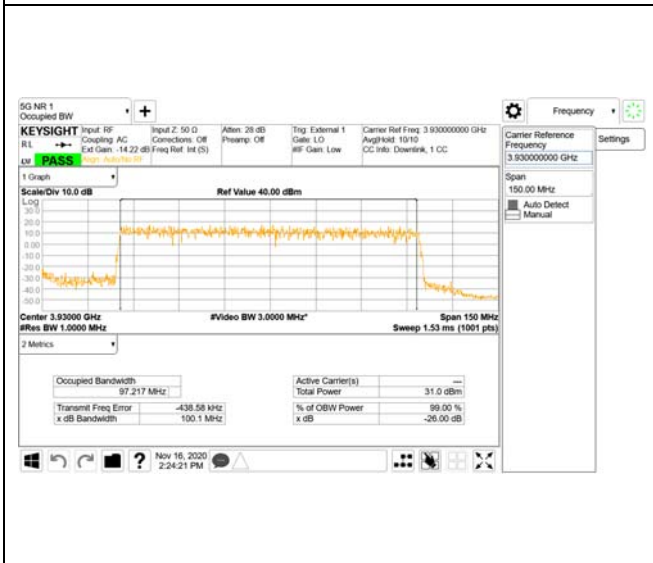 5G NR 1
Occupied BW
Frequency
KEYSIGHT
RL
LXI
PASS
Input: RF
Coupling: AC
Ext Gain: -14.22 dB
Align: Auto/No RF
Input Z: 50 Ω
Corrections: Off
Freq Ref: Int (S)
Atten: 28 dB
Preamp: Off
Trig: External 1
Gate: LO
#IF Gain: Low
Carrier Ref Freq: 3.930000000 GHz
Avg|Hold: 10/10
CC Info: Downlink, 1 CC
Carrier Reference
Frequency
3.930000000 GHz
Settings
Span
150.00 MHz
Auto Detect
Manual
1 Graph
Scale/Div 10.0 dB
Ref Value 40.00 dBm
Log
30.0
20.0
10.0
0.00
-10.0
-20.0
-30.0
-40.0
-50.0
Center 3.93000 GHz
#Video BW 3.0000 MHz*
Span 150 MHz
#Res BW 1.0000 MHz
Sweep 1.53 ms (1001 pts)
2 Metrics
Occupied Bandwidth
97.217 MHz
Active Carrier(s) ---
Total Power 31.0 dBm
Transmit Freq Error -438.58 kHz
% of OBW Power 99.00 %
x dB Bandwidth 100.1 MHz
x dB -26.00 dB
?
Nov 16, 2020
2:24:21 PM